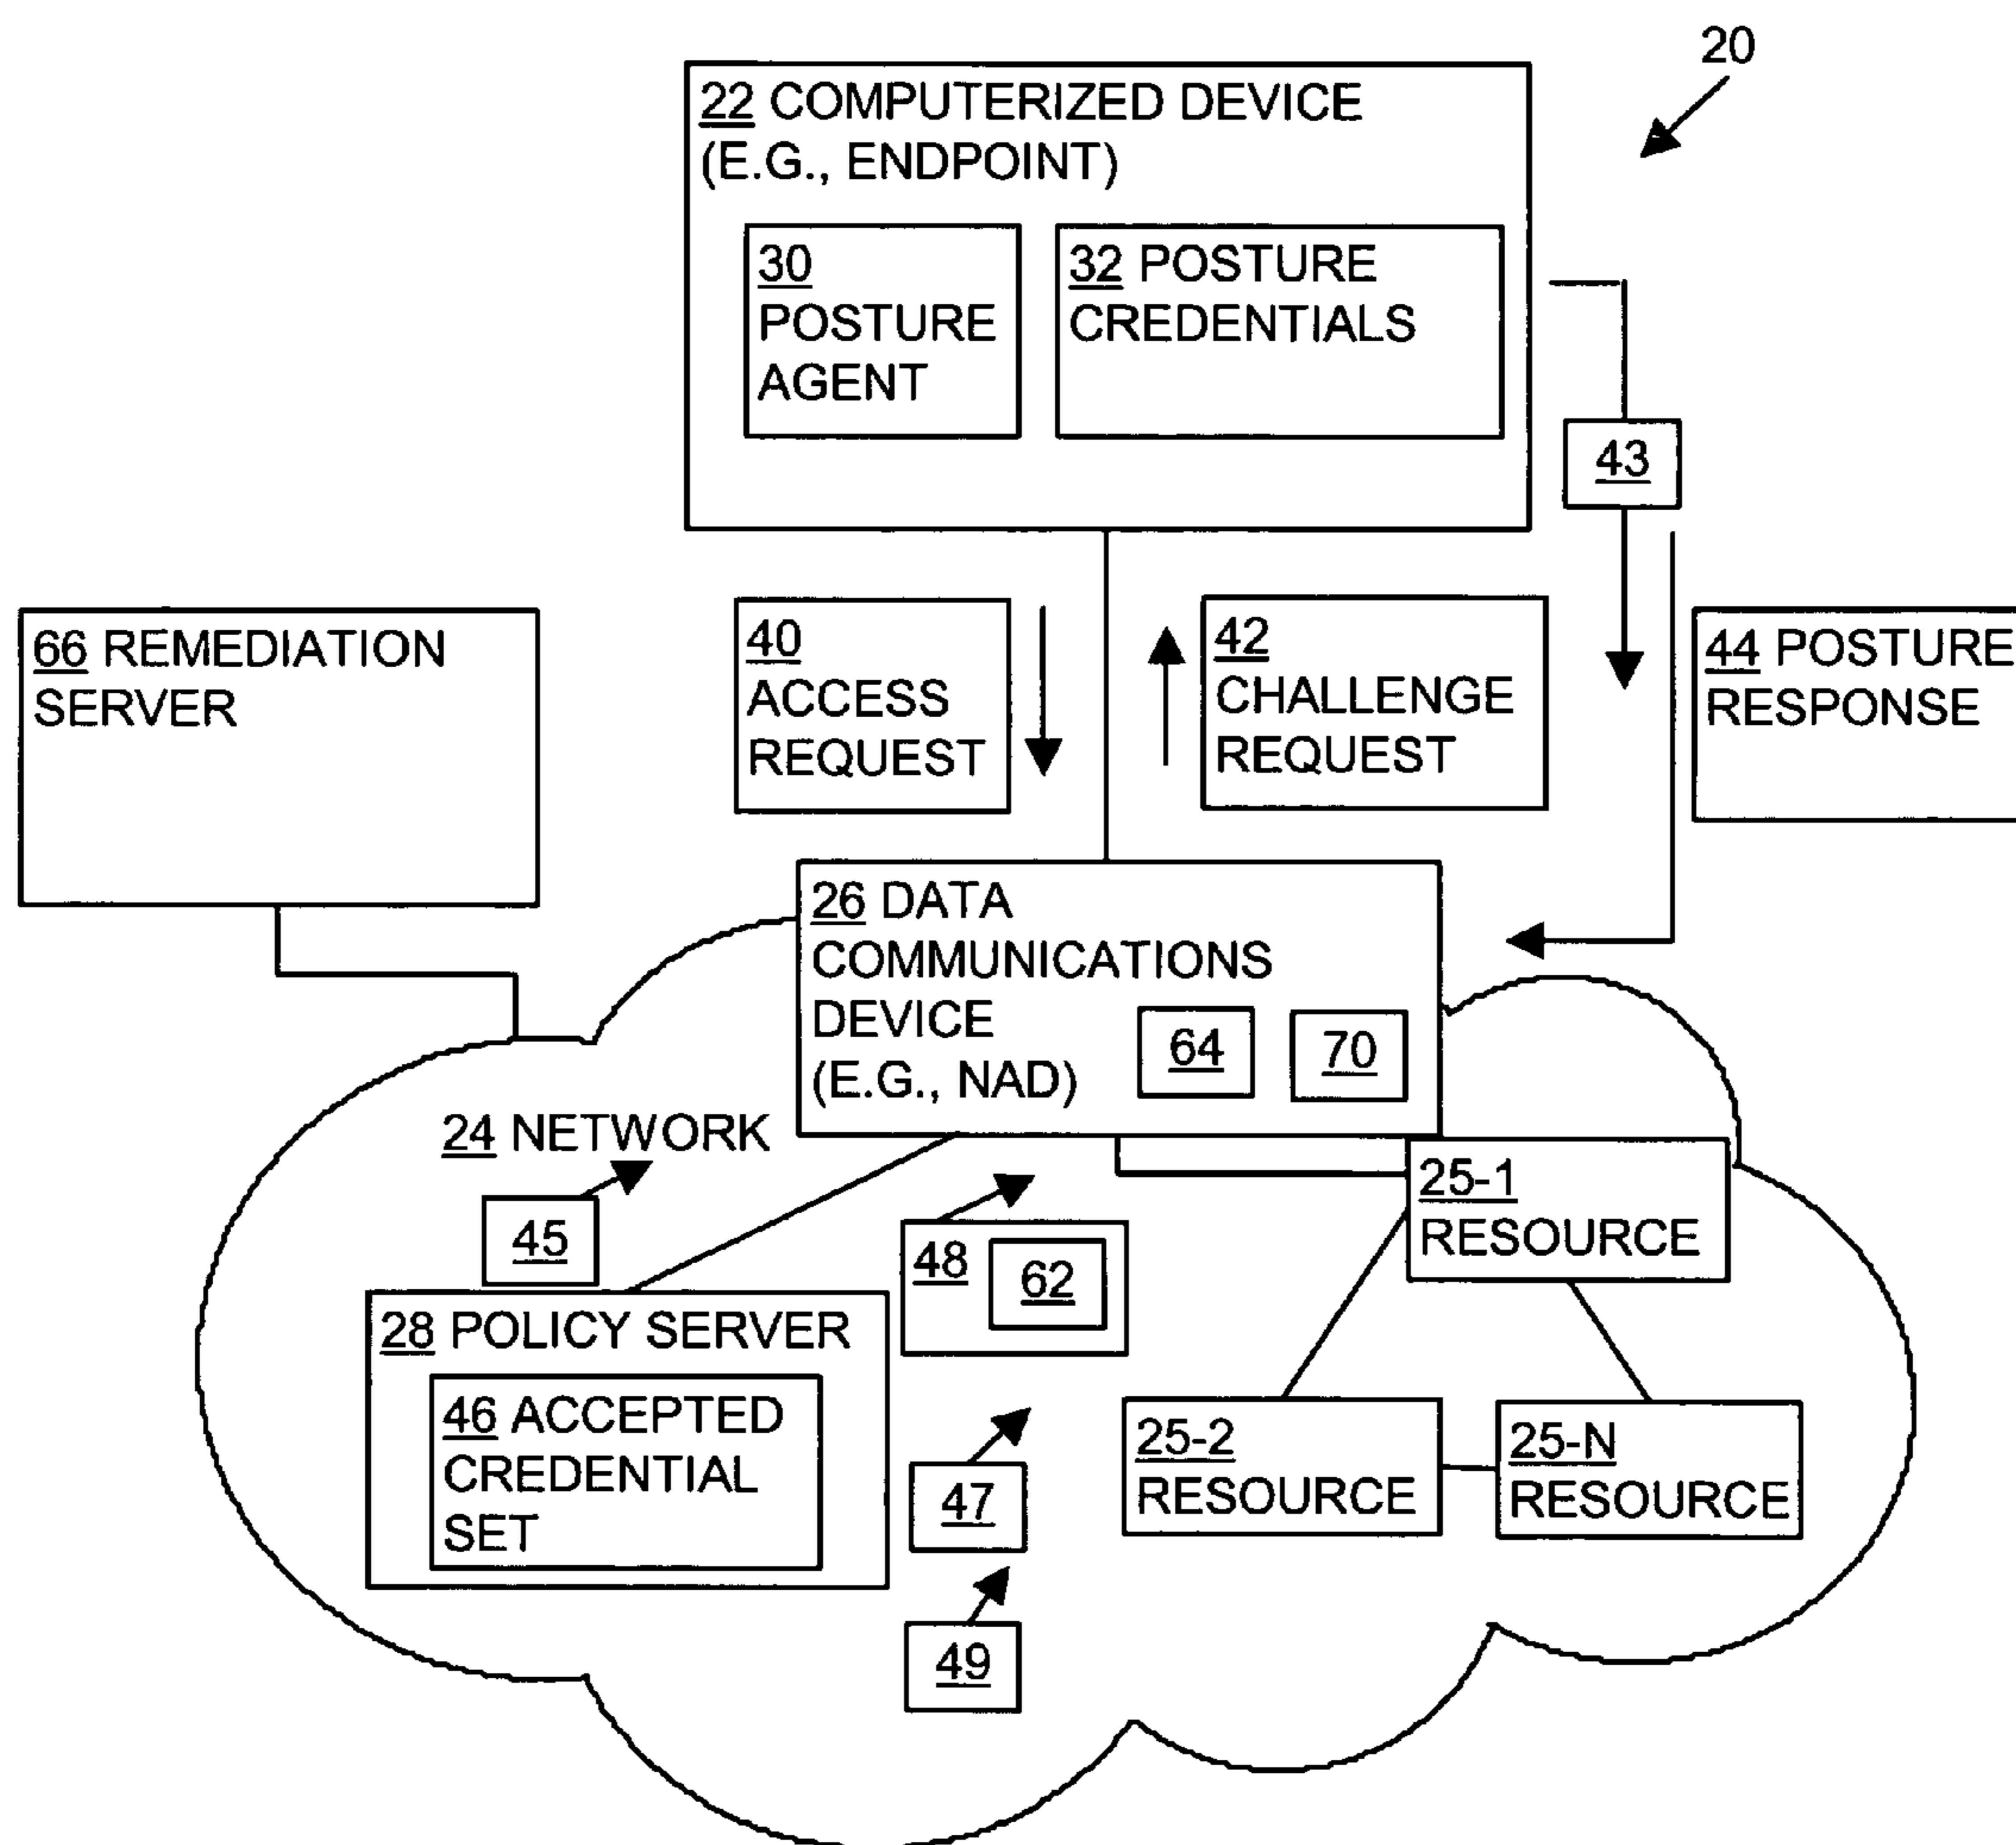 20
22 COMPUTERIZED DEVICE
(E.G., ENDPOINT)
30
POSTURE
AGENT
32 POSTURE
CREDENTIALS
43
66 REMEDIATION
SERVER
40
ACCESS
REQUEST
42
CHALLENGE
REQUEST
44 POSTURE
RESPONSE
26 DATA
COMMUNICATIONS
DEVICE
(E.G., NAD)
64
70
24 NETWORK
45
48
62
25-1
RESOURCE
28 POLICY SERVER
46 ACCEPTED
CREDENTIAL
SET
47
25-2
RESOURCE
25-N
RESOURCE
49